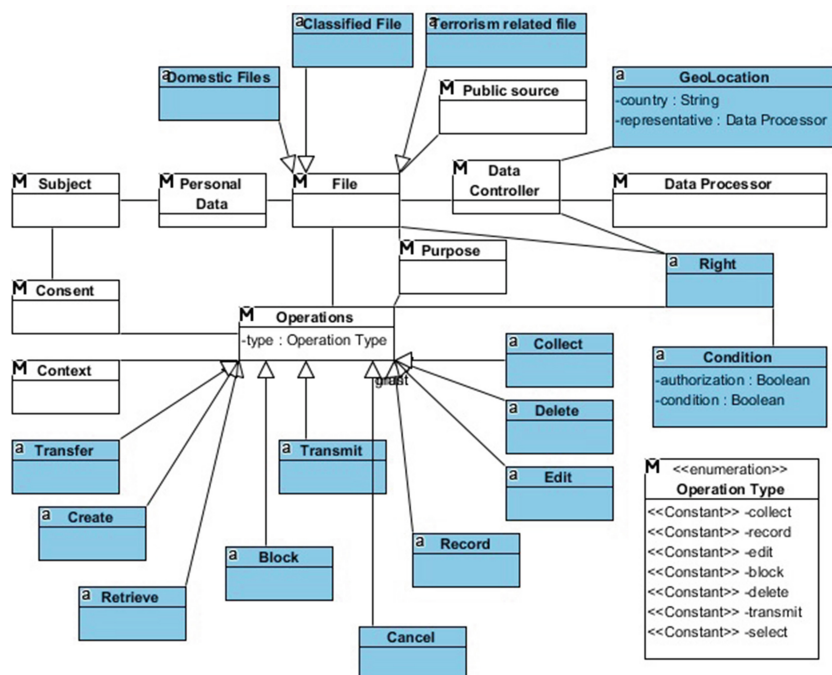 a Classified File
a Terrorism related file
a Domestic Files
M Public source
a GeoLocation
-country : String
-representative : Data Processor
M Subject
M Personal
Data
M File
M Data
Controller
M Data Processor
M Purpose
a Right
M Consent
M Operations
-type : Operation Type
M Context
a Collect
a Condition
-authorization : Boolean
-condition : Boolean
a Delete
a Transfer
a Transmit
a Edit
a Create
a Block
a Record
a Retrieve
a Cancel
M <<enumeration>>
Operation Type
<<Constant>> -collect
<<Constant>> -record
<<Constant>> -edit
<<Constant>> -block
<<Constant>> -delete
<<Constant>> -transmit
<<Constant>> -select